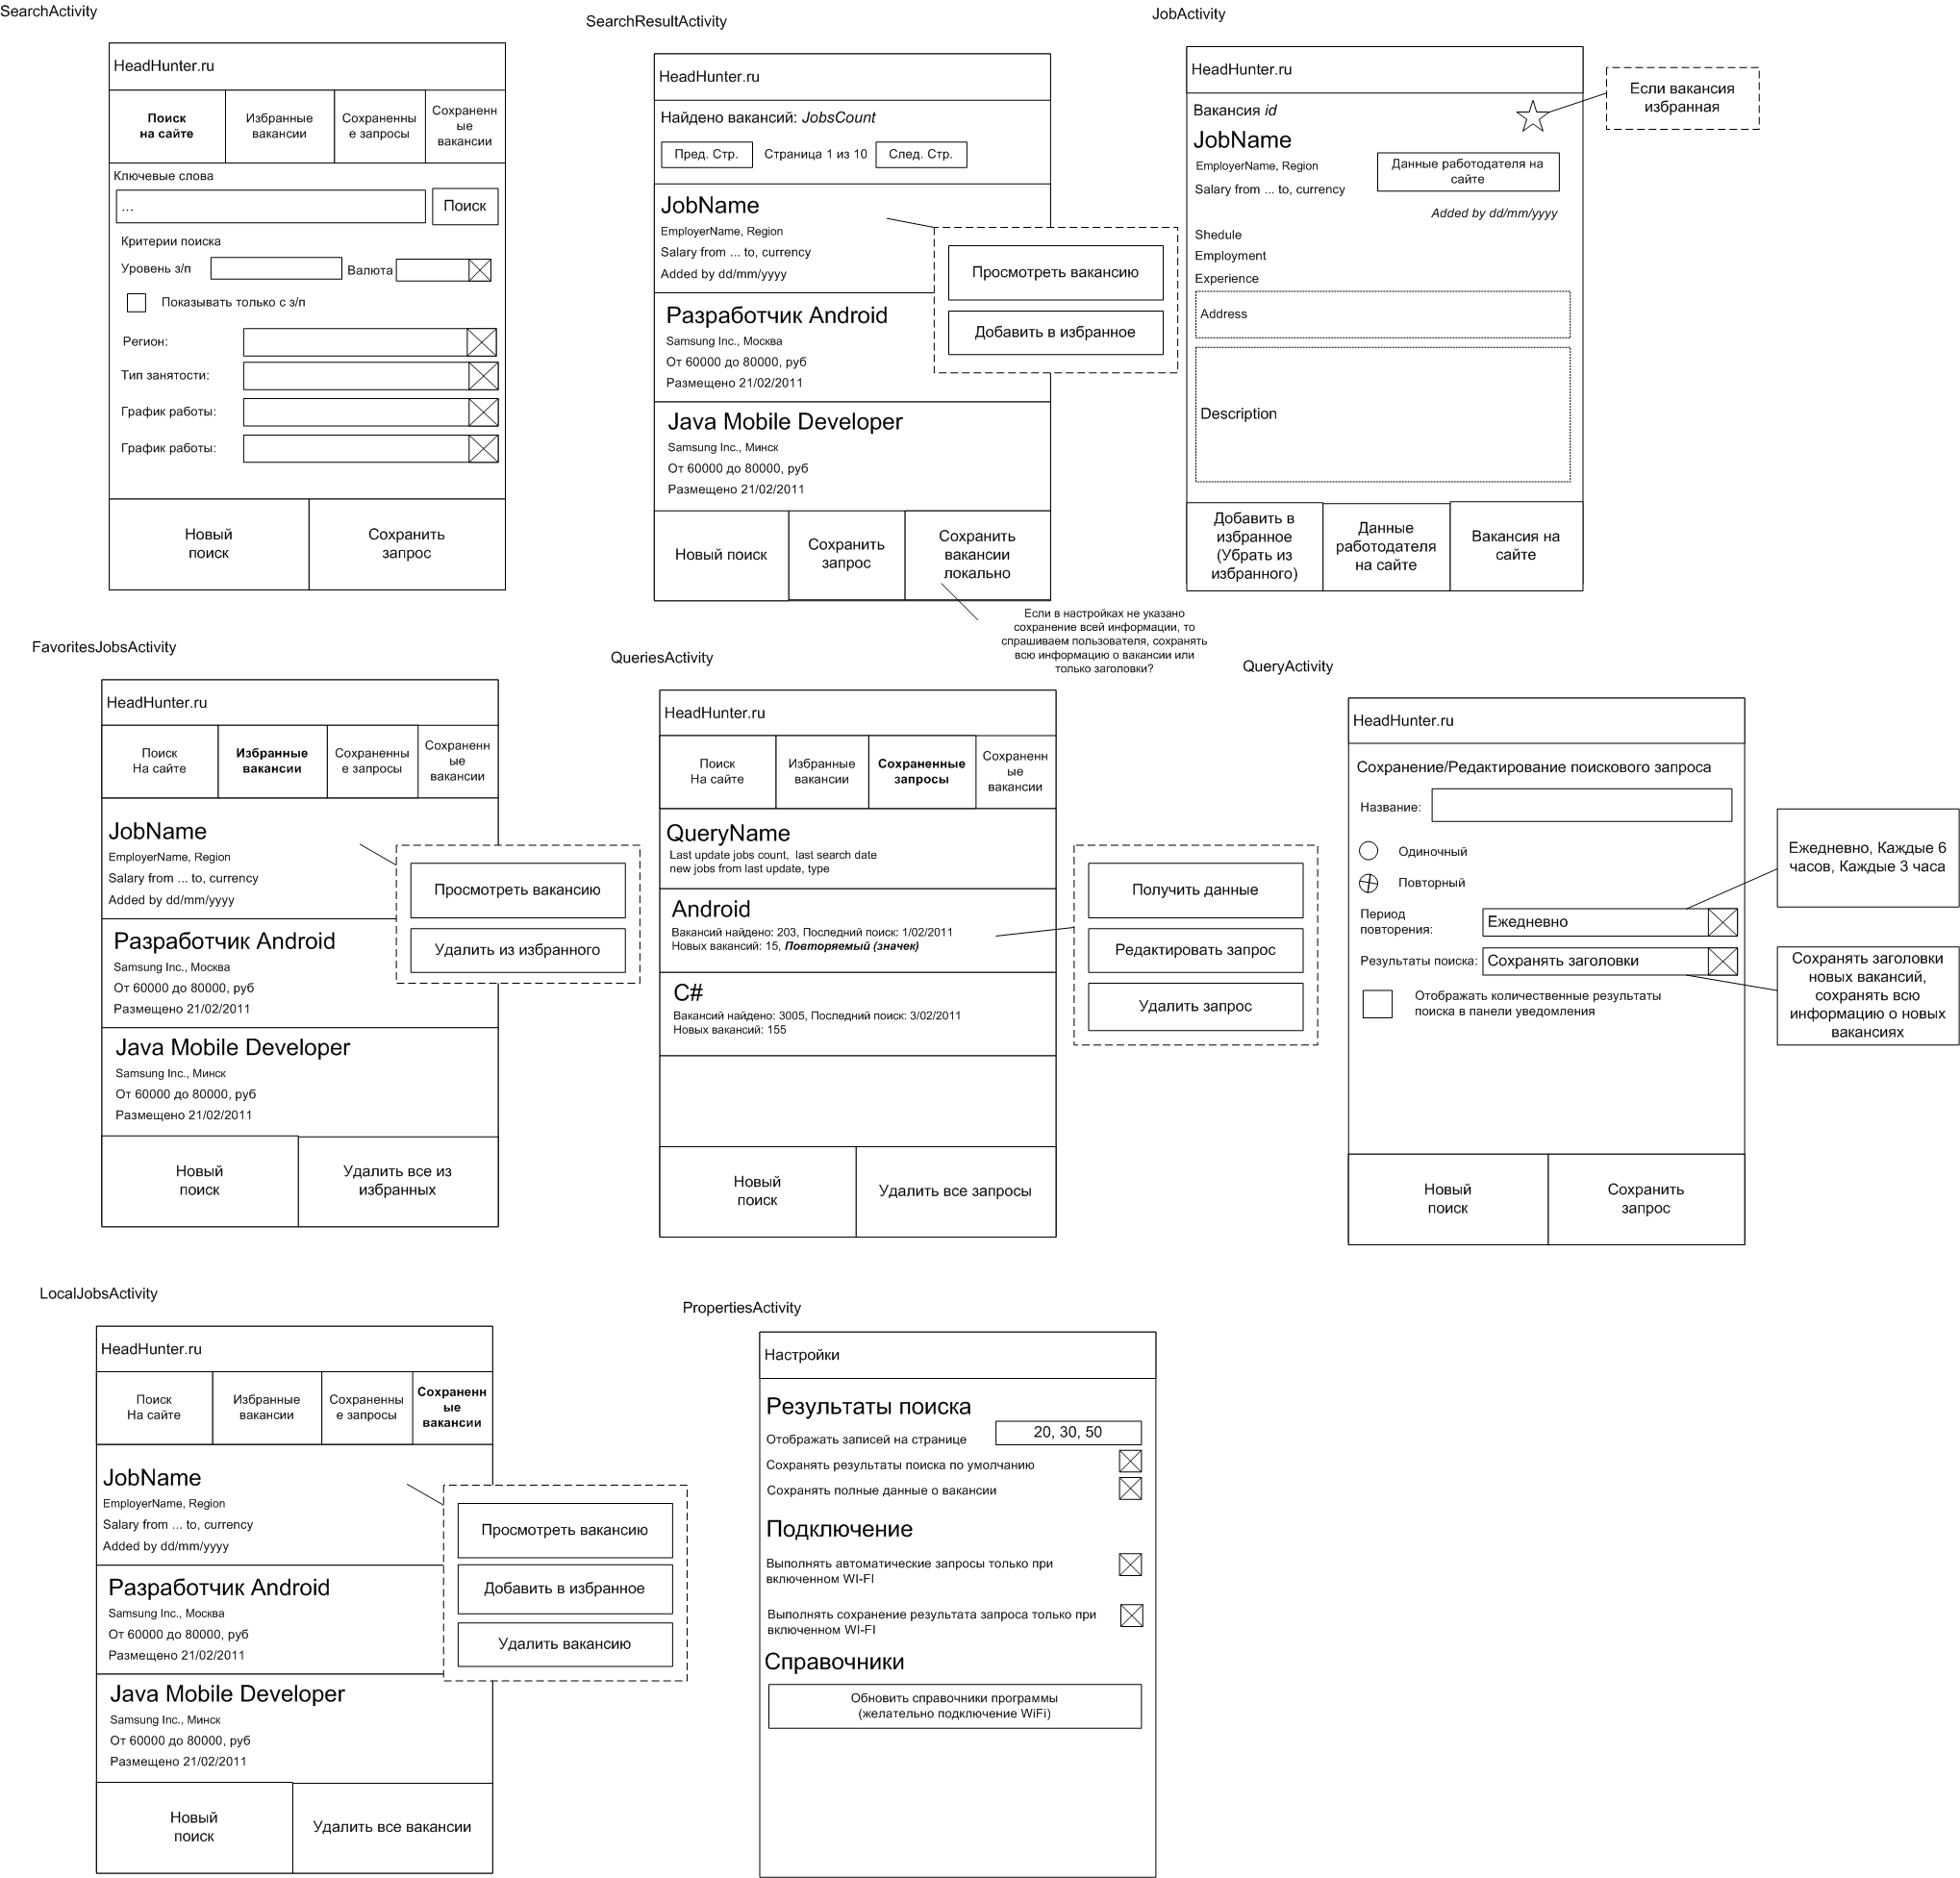 SearchActivity
HeadHunter.ru
Поиск
на сайте
Избранные
вакансии
Сохраненны
е запросы
Сохраненн
ые
вакансии
Ключевые слова
...
Поиск
Критерии поиска
Уровень з/п
Валюта
Показывать только с з/п
Регион:
Тип занятости:
График работы:
График работы:
Новый
поиск
Сохранить
запрос
SearchResultActivity
HeadHunter.ru
Найдено вакансий: JobsCount
Пред. Стр.
Страница 1 из 10
След. Стр.
JobName
EmployerName, Region
Salary from ... to, currency
Added by dd/mm/yyyy
Просмотреть вакансию
Добавить в избранное
Разработчик Android
Samsung Inc., Москва
От 60000 до 80000, руб
Размещено 21/02/2011
Java Mobile Developer
Samsung Inc., Минск
От 60000 до 80000, руб
Размещено 21/02/2011
Новый поиск
Сохранить
запрос
Сохранить
вакансии
локально
Если в настройках не указано
сохранение всей информации, то
спрашиваем пользователя, сохранять
всю информацию о вакансии или
только заголовки?
JobActivity
HeadHunter.ru
Вакансия id
Если вакансия
избранная
JobName
EmployerName, Region
Salary from ... to, currency
Данные работодателя на
сайте
Added by dd/mm/yyyy
Shedule
Employment
Experience
Address
Description
Добавить в
избранное
(Убрать из
избранного)
Данные
работодателя
на сайте
Вакансия на
сайте
FavoritesJobsActivity
HeadHunter.ru
Поиск
На сайте
Избранные
вакансии
Сохраненны
е запросы
Сохраненн
ые
вакансии
JobName
EmployerName, Region
Salary from ... to, currency
Added by dd/mm/yyyy
Просмотреть вакансию
Удалить из избранного
Разработчик Android
Samsung Inc., Москва
От 60000 до 80000, руб
Размещено 21/02/2011
Java Mobile Developer
Samsung Inc., Минск
От 60000 до 80000, руб
Размещено 21/02/2011
Новый
поиск
Удалить все из
избранных
QueriesActivity
HeadHunter.ru
Поиск
На сайте
Избранные
вакансии
Сохраненные
запросы
Сохраненн
ые
вакансии
QueryName
Last update jobs count, last search date
new jobs from last update, type
Android
Вакансий найдено: 203, Последний поиск: 1/02/2011
Новых вакансий: 15, Повторяемый (значек)
C#
Вакансий найдено: 3005, Последний поиск: 3/02/2011
Новых вакансий: 155
Получить данные
Редактировать запрос
Удалить запрос
Новый
поиск
Удалить все запросы
QueryActivity
HeadHunter.ru
Сохранение/Редактирование поискового запроса
Название:
Одиночный
Повторный
Период
повторения:
Ежедневно
Результаты поиска:
Сохранять заголовки
Отображать количественные результаты
поиска в панели уведомления
Ежедневно, Каждые 6
часов, Каждые 3 часа
Сохранять заголовки
новых вакансий,
сохранять всю
информацию о новых
вакансиях
Новый
поиск
Сохранить
запрос
LocalJobsActivity
HeadHunter.ru
Поиск
На сайте
Избранные
вакансии
Сохраненны
е запросы
Сохраненн
ые
вакансии
JobName
EmployerName, Region
Salary from ... to, currency
Added by dd/mm/yyyy
Просмотреть вакансию
Добавить в избранное
Удалить вакансию
Разработчик Android
Samsung Inc., Москва
От 60000 до 80000, руб
Размещено 21/02/2011
Java Mobile Developer
Samsung Inc., Минск
От 60000 до 80000, руб
Размещено 21/02/2011
Новый
поиск
Удалить все вакансии
PropertiesActivity
Настройки
Результаты поиска
Отображать записей на странице
20, 30, 50
Сохранять результаты поиска по умолчанию
Сохранять полные данные о вакансии
Подключение
Выполнять автоматические запросы только при
включенном WI-FI
Выполнять сохранение результата запроса только при
включенном WI-FI
Справочники
Обновить справочники программы
(желательно подключение WiFi)